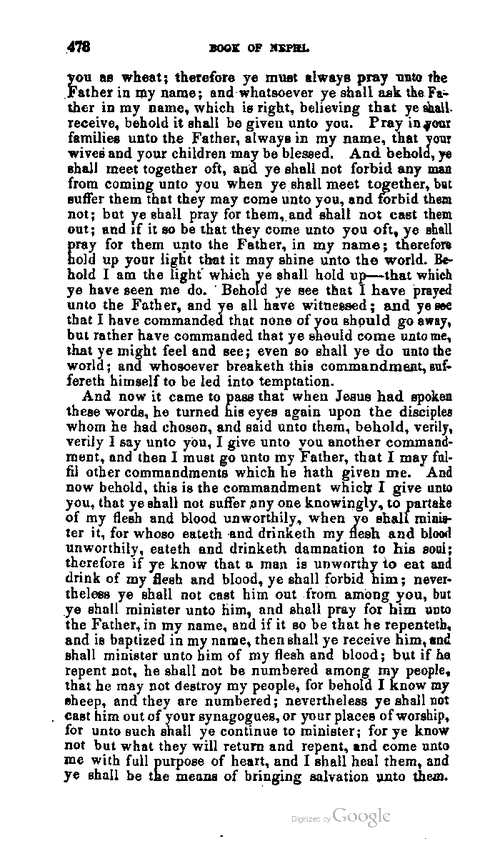 478 BOOK OF NEPHI.
you as wheat; therefore ye must always pray unto the
Father in my name; and whatsoever ye shall ask the Fa-
ther in my name, which is right, believing that ye shall
receive, behold it shall be given unto you. Pray in your
families unto the Father, always in my name, that your
wives and your children may be blessed. And behold, ye
shall meet together oft, and ye shall not forbid any man
from coming unto you when ye shall meet together, but
suffer them that they may come unto you, and forbid them
not; but ye shall pray for them, and shall not cast them
out; and if it so be that they come unto you oft, ye shall
pray for them unto the Father, in my name; therefore
hold up your light that it may shine unto the world. Be-
hold I am the light which ye shall hold up—that which
ye have seen me do. Behold ye see that I have prayed
unto the Father, and ye all have witnessed; and ye see
that I have commanded that none of you should go away,
but rather have commanded that ye should come unto me,
that ye might feel and see; even so shall ye do unto the
world; and whosoever breaketh this commandment, suf-
fereth himself to be led into temptation.
And now it came to pass that when Jesus had spoken
these words, he turned his eyes again upon the disciples
whom he had chosen, and said unto them, behold, verily,
verily I say unto you, I give unto you another command-
ment, and then I must go unto my Father, that I may ful-
fil other commandments which he hath given me. And
now behold, this is the commandment which I give unto
you, that ye shall not suffer any one knowingly, to partake
of my flesh and blood unworthily, when ye shall minis-
ter it, for whoso eateth and drinketh my flesh and blood
unworthily, eateth and drinketh damnation to his soul;
therefore if ye know that a man is unworthy to eat and
drink of my flesh and blood, ye shall forbid him; never-
theless ye shall not cast him out from among you, but
ye shall minister unto him, and shall pray for him unto
the Father, in my name, and if it so be that he repenteth,
and is baptized in my name, then shall ye receive him, and
shall minister unto him of my flesh and blood; but if he
repent not, he shall not be numbered among my people,
that he may not destroy my people, for behold I know my
sheep, and they are numbered; nevertheless ye shall not
cast him out of your synagogues, or your places of worship,
for unto such shall ye continue to minister; for ye know
not but what they will return and repent, and come unto
me with full purpose of heart, and I shall heal them, and
ye shall be the means of bringing salvation unto them.
Digitized by Google